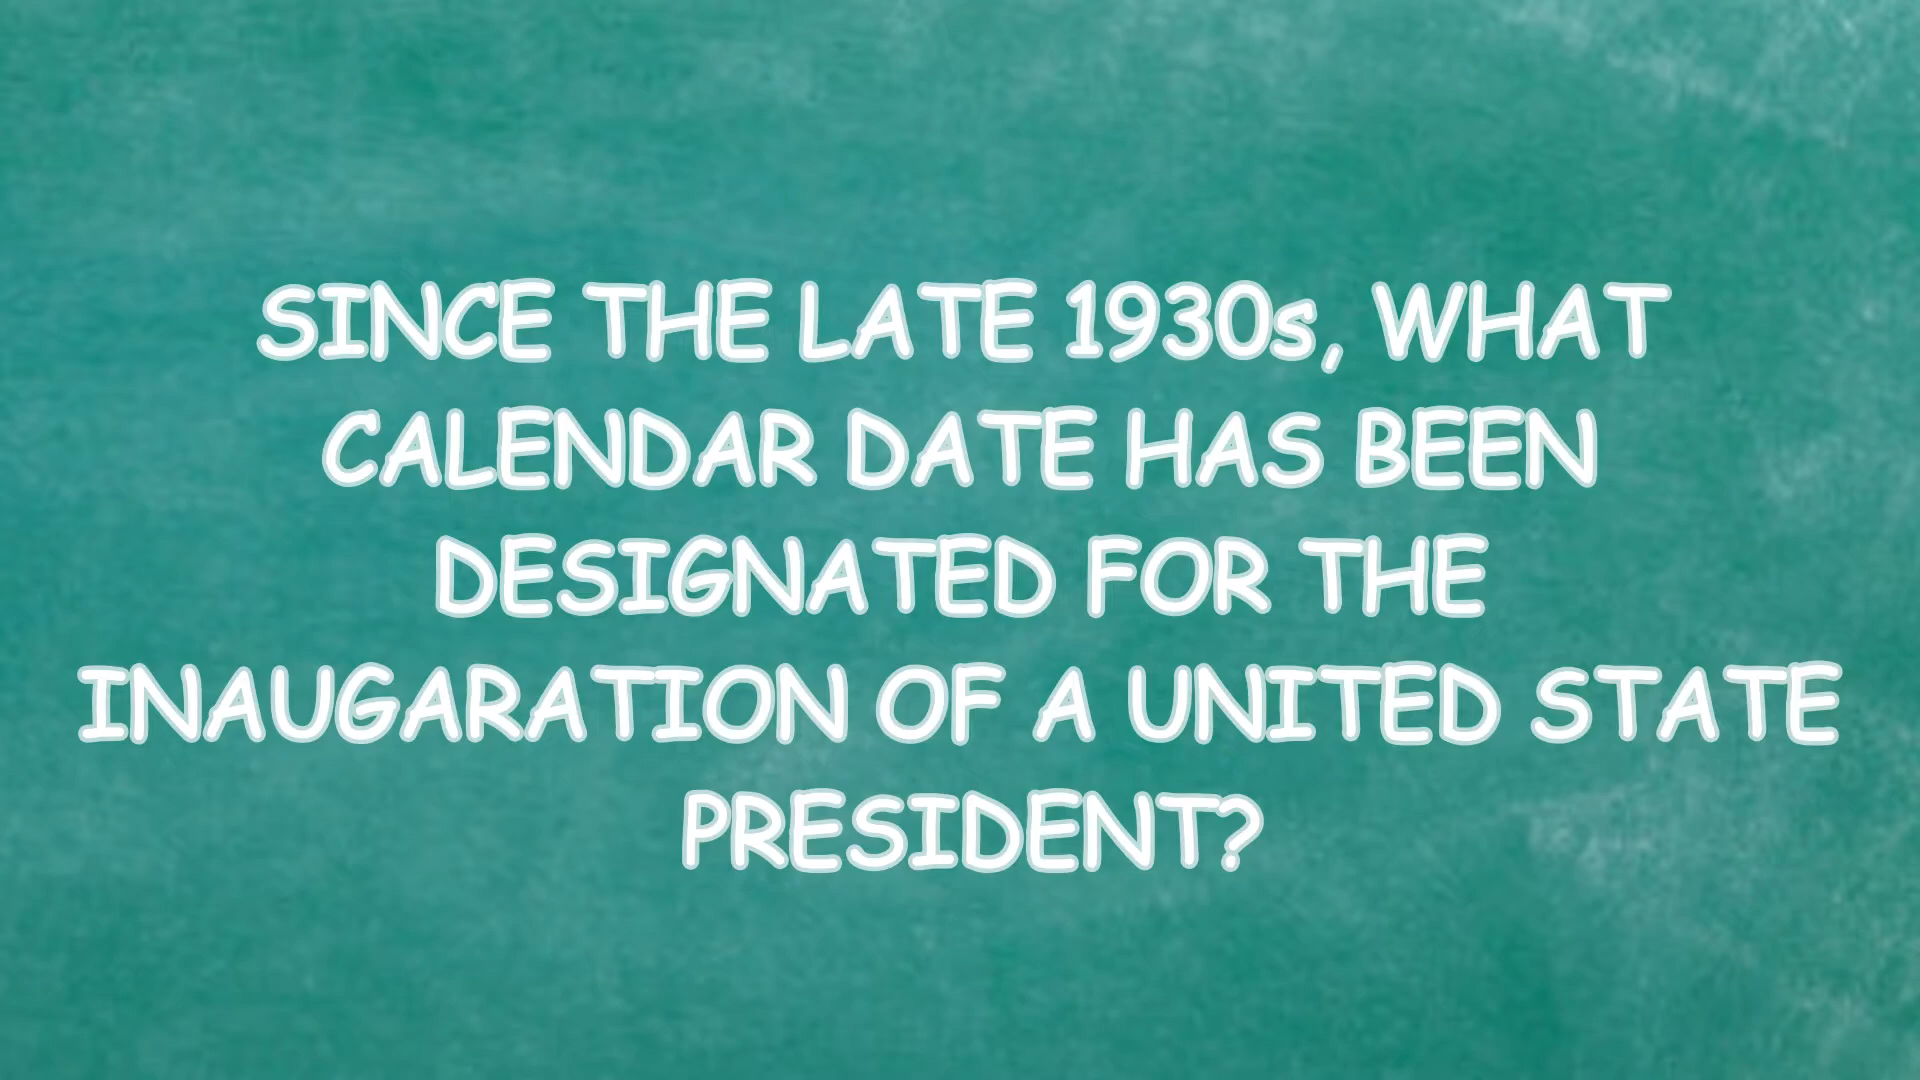 SINCE THE LATE 1930s, WHAT
CALENDAR DATE HAS BEEN
DESIGNATED FOR THE
INAUGARATION OF A UNITED STATE
PRESIDENT?